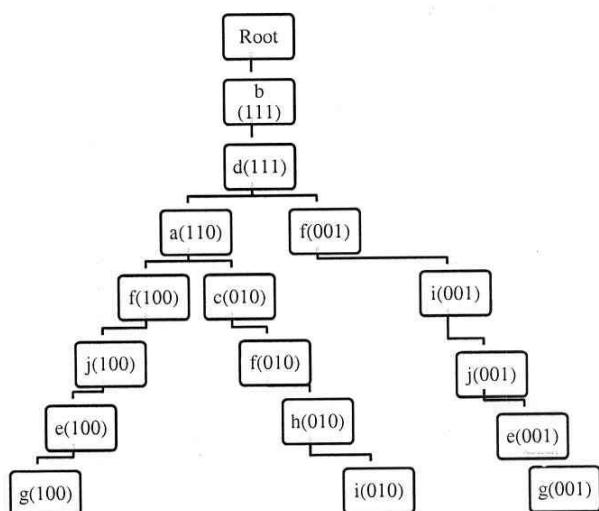 Root
b
(111)
d(111)
a(110)
f(001)
f(100)
c(010)
i(001)
j(100)
f(010)
j(001)
e(100)
h(010)
e(001)
g(100)
i(010)
g(001)